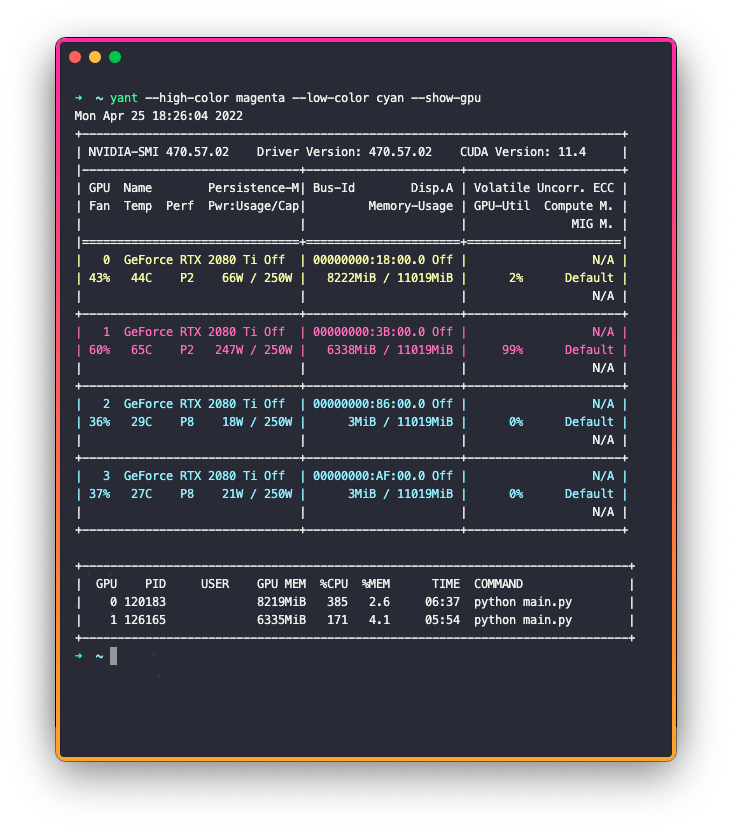 ➜  ~ yant --high-color magenta --low-color cyan --show-gpu
Mon Apr 25 18:26:04 2022
+-----------------------------------------------------------------------------+
| NVIDIA-SMI 470.57.02    Driver Version: 470.57.02    CUDA Version: 11.4     |
|-------------------------------+----------------------+----------------------+
| GPU  Name        Persistence-M| Bus-Id        Disp.A | Volatile Uncorr. ECC |
| Fan  Temp  Perf  Pwr:Usage/Cap|         Memory-Usage | GPU-Util  Compute M. |
|                               |                      |               MIG M. |
|===============================+======================+======================|
|   0  GeForce RTX 2080 Ti Off  | 00000000:18:00.0 Off |                  N/A |
| 43%   44C    P2    66W / 250W |   8222MiB / 11019MiB |      2%      Default |
|                               |                      |                  N/A |
+-------------------------------+----------------------+----------------------+
|   1  GeForce RTX 2080 Ti Off  | 00000000:3B:00.0 Off |                  N/A |
| 60%   65C    P2   247W / 250W |   6338MiB / 11019MiB |     99%      Default |
|                               |                      |                  N/A |
+-------------------------------+----------------------+----------------------+
|   2  GeForce RTX 2080 Ti Off  | 00000000:86:00.0 Off |                  N/A |
| 36%   29C    P8    18W / 250W |      3MiB / 11019MiB |      0%      Default |
|                               |                      |                  N/A |
+-------------------------------+----------------------+----------------------+
|   3  GeForce RTX 2080 Ti Off  | 00000000:AF:00.0 Off |                  N/A |
| 37%   27C    P8    21W / 250W |      3MiB / 11019MiB |      0%      Default |
|                               |                      |                  N/A |
+-------------------------------+----------------------+----------------------+
+------------------------------------------------------------------------------+
|  GPU    PID     USER    GPU MEM  %CPU  %MEM      TIME  COMMAND               |
|    0 120183             8219MiB   385   2.6     06:37  python main.py        |
|    1 126165             6335MiB   171   4.1     05:54  python main.py        |
+------------------------------------------------------------------------------+
➜  ~